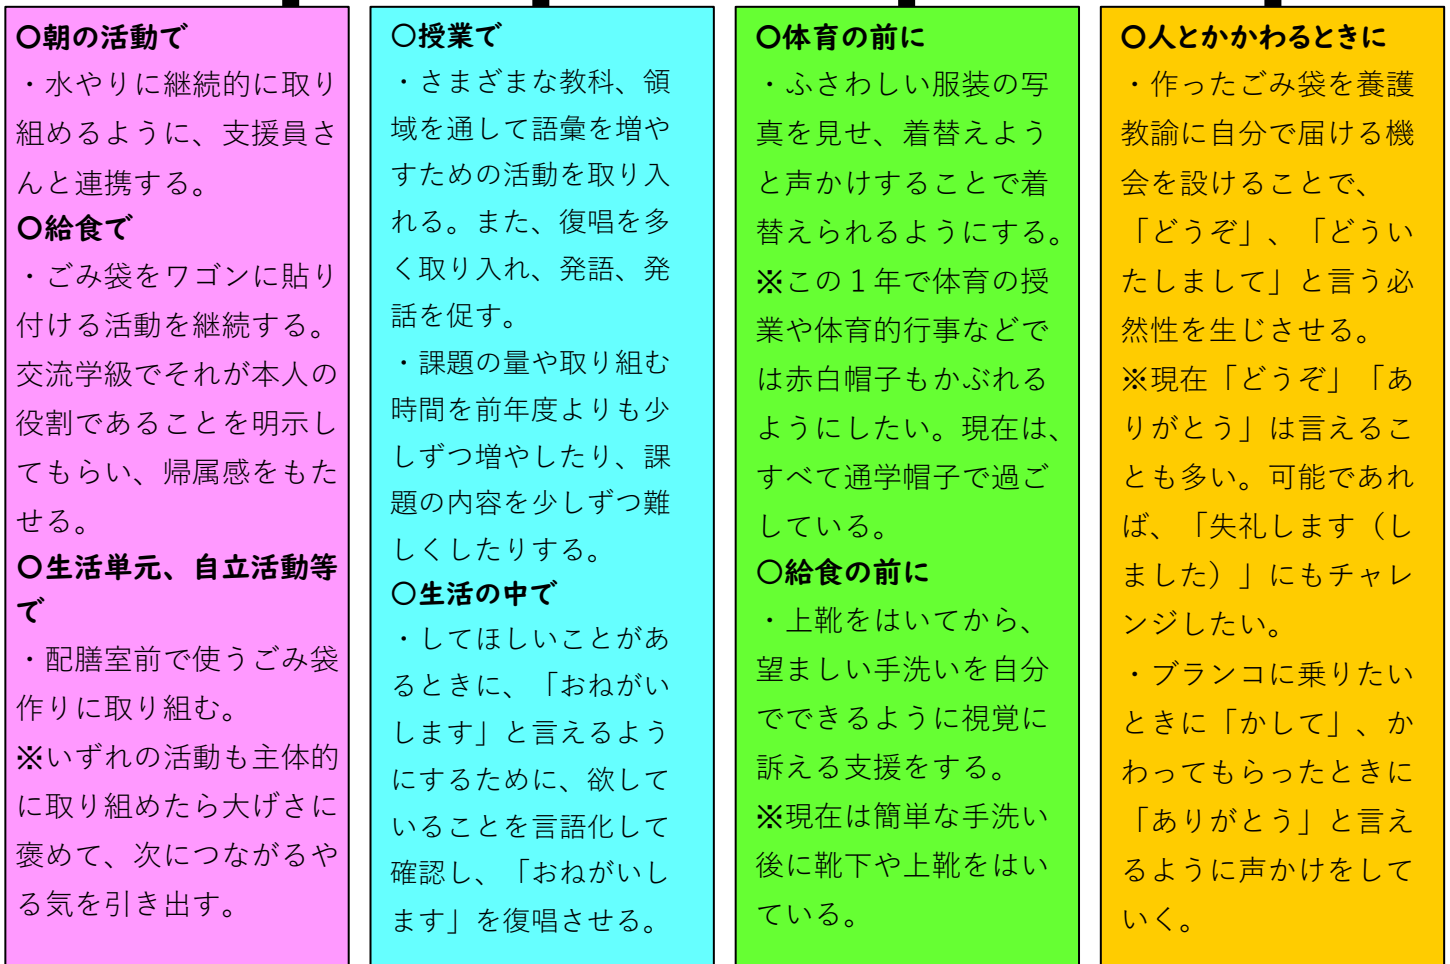 〇朝の活動で
・水やりに継続的に取り
組めるように、支援員さ
んと連携する。
〇給食で
・ごみ袋をワゴンに貼り
付ける活動を継続する。
交流学級でそれが本人の
役割であることを明示し
てもらい、帰属感をもた
せる。
〇生活単元、自立活動等
で
・配膳室前で使うごみ袋
作りに取り組む。
※いずれの活動も主体的
に取り組めたら大げさに
褒めて、次につながるや
る気を引き出す。
〇授業で
・さまざまな教科、領
域を通して語彙を増や
すための活動を取り入
れる。また、復唱を多
く取り入れ、発語、発
話を促す。
・課題の量や取り組む
時間を前年度よりも少
しずつ増やしたり、課
題の内容を少しずつ難
しくしたりする。
〇生活の中で
・してほしいことがあ
るときに、「おねがい
します」と言えるよう
にするために、欲して
いることを言語化して
確認し、「おねがいし
ます」を復唱させる。
〇体育の前に
・ふさわしい服装の写
真を見せ、着替えよう
と声かけすることで着
替えられるようにする。
※この１年で体育の授
業や体育的行事などで
は赤白帽子もかぶれる
ようにしたい。現在は、
すべて通学帽子で過ご
している。
〇給食の前に
・上靴をはいてから、
望ましい手洗いを自分
でできるように視覚に
訴える支援をする。
※現在は簡単な手洗い
後に靴下や上靴をはい
ている。
〇人とかかわるときに
・作ったごみ袋を養護
教諭に自分で届ける機
会を設けることで、
「どうぞ」、「どうい
たしまして」と言う必
然性を生じさせる。
※現在「どうぞ」「あ
りがとう」は言えるこ
とも多い。可能であれ
ば、「失礼します（し
ました）」にもチャレ
ンジしたい。
・ブランコに乗りたい
ときに「かして」、か
わってもらったときに
「ありがとう」と言え
るように声かけをして
いく。